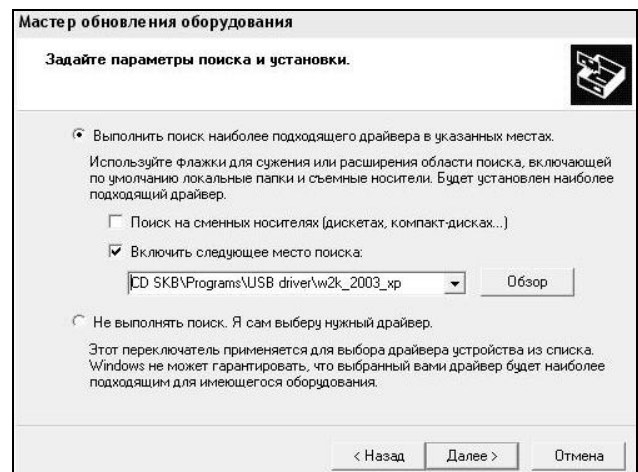 Мастер обновления оборудования
Задайте параметры поиска и установки.
Выполнить поиск наиболее подходящего драйвера в указанных местах.
Используйте флажки для сужения или расширения области поиска, включающей
по умолчанию локальные папки и съемные носители. Будет установлен наиболее
подходящий драйвер.
Поиск на сменных носителях (дискетах, компакт-дисках...)
Включить следующее место поиска:
CD SKB\Programs\USB driver\w2k_2003_xp
Обзор
Не выполнять поиск. Я сам выберу нужный драйвер.
Этот переключатель применяется для выбора драйвера устройства из списка.
Windows не может гарантировать, что выбранный вами драйвер будет наиболее
подходящим для имеющегося оборудования.
< Назад
Далее >
Отмена